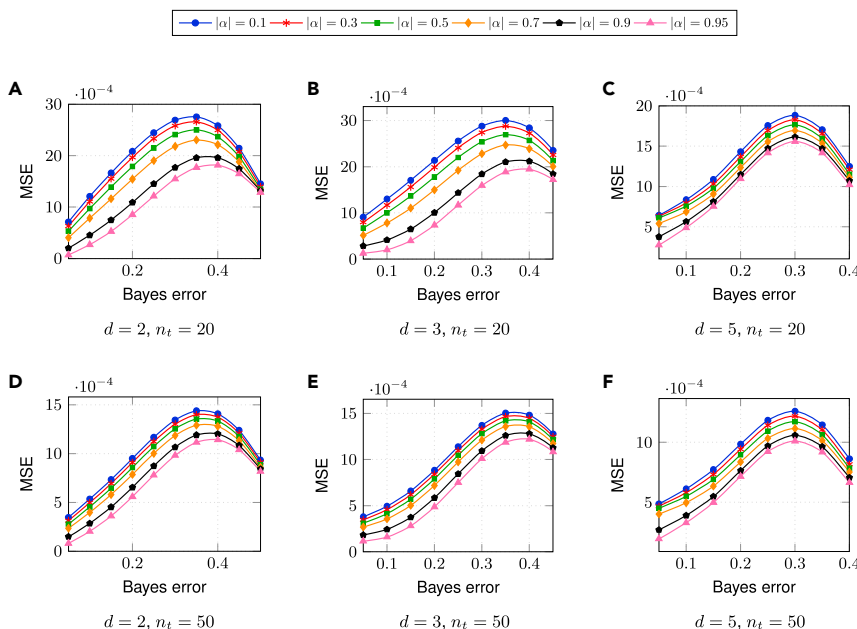 |α| = 0.1 |α| = 0.3 |α| = 0.5 |α| = 0.7 |α| = 0.9 |α| = 0.95
A
·10⁻⁴
30
20
10
0
MSE
0.2 0.4
Bayes error
d = 2, nₜ = 20
B
·10⁻⁴
30
20
10
0
MSE
0.1 0.2 0.3 0.4
Bayes error
d = 3, nₜ = 20
C
·10⁻⁴
20
15
10
5
MSE
0.1 0.2 0.3 0.4
Bayes error
d = 5, nₜ = 20
D
·10⁻⁴
15
10
5
0
MSE
0.2 0.4
Bayes error
d = 2, nₜ = 50
E
·10⁻⁴
15
10
5
0
MSE
0.1 0.2 0.3 0.4
Bayes error
d = 3, nₜ = 50
F
·10⁻⁴
10
5
MSE
0.1 0.2 0.3 0.4
Bayes error
d = 5, nₜ = 50